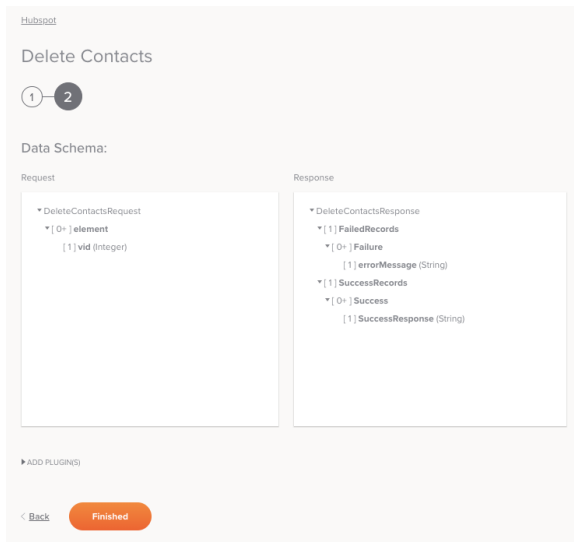 Hubspot
Delete Contacts
1 2
Data Schema:
Request
Response
DeleteContactsRequest
[ 0+ ] element
[ 1 ] vid (Integer)
DeleteContactsResponse
[ 1 ] FailedRecords
[ 0+ ] Failure
[ 1 ] errorMessage (String)
[ 1 ] SuccessRecords
[ 0+ ] Success
[ 1 ] SuccessResponse (String)
ADD PLUGIN(S)
< Back
Finished